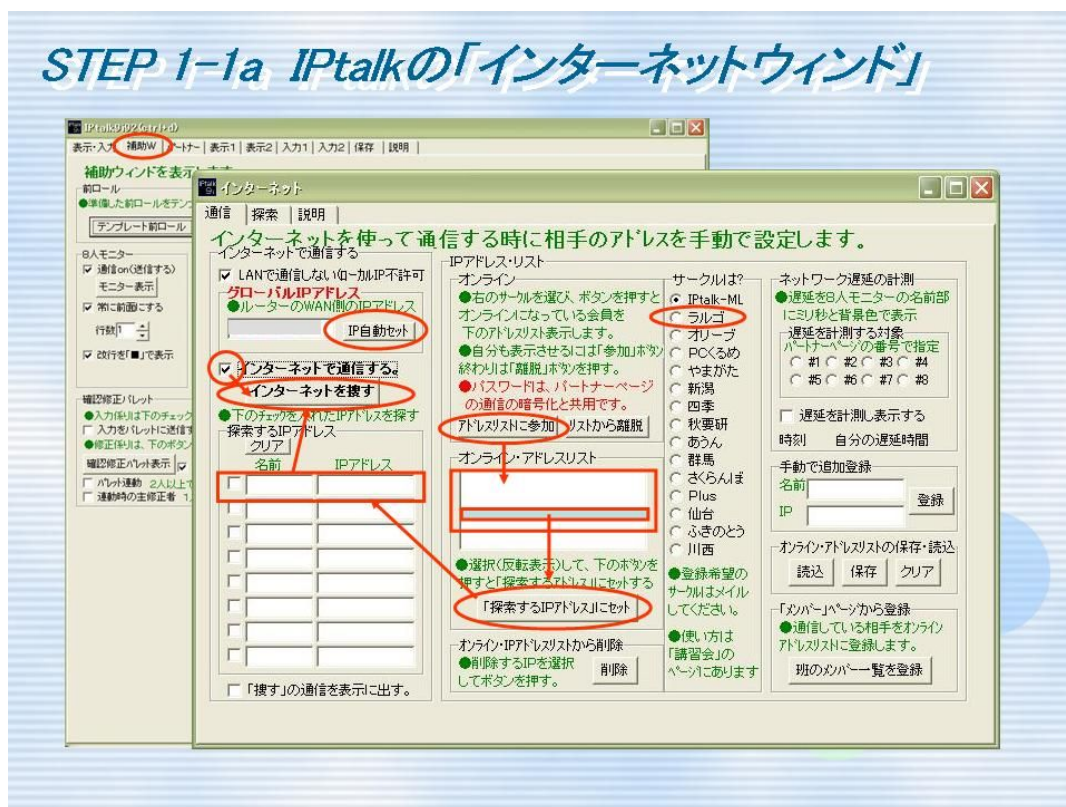 STEP 1-1a IPtalkの「インターネットウィンド」
IPtalk9i92(ctrl+d)
表示・入力 補助W パートナー 表示1 表示2 入力1 入力2 保存 説明
補助ウィンドを表示します
前ロール
●準備した前ロールをテンプ
テンプレート前ロール
8人モニター
通信on(送信する)
モニター表示
常に前面にする
行数 1
改行を「■」で表示
確認修正パレット
●入力係りは下のチェック
入力をパレットに送信す
●修正係りは、下のボタン
確認修正パレット表示
パレット連動 2人以上で
連動時の主修正者 1人
インターネット
通信 探索 説明
インターネットを使って通信する時に相手のアドレスを手動で設定します。
インターネットで通信する
LANで通信しない(ローカルIP不許可
グローバルIPアドレス
●ルーターのWAN側のIPアドレス
IP自動セット
インターネットで通信する。
インターネットを捜す
●下のチェックを入れたIPアドレスを探す
探索するIPアドレス
クリア
名前 IPアドレス
「捜す」の通信を表示に出す。
IPアドレス・リスト
オンライン
●右のサークルを選び、ボタンを押すと
オンラインになっている会員を
下のアドレスリスト表示します。
●自分も表示させるには「参加」ボタン
終わりは「離脱」ボタンを押す。
●パスワードは、パートナーページ
の通信の暗号化と共用です。
アドレスリストに参加 リストから離脱
オンライン・アドレスリスト
●選択(反転表示)して、下のボタンを
押すと「探索するアドレス」にセットする
「探索するIPアドレス」にセット
オンライン・IPアドレスリストから削除
●削除するIPを選択
してボタンを押す。
削除
サークルは?
IPtalk-ML
ラルゴ
オリーブ
PCくるめ
やまがた
新潟
四季
秋要研
あうん
群馬
さくらんぼ
Plus
仙台
ふきのとう
川西
●登録希望の
サークルはメイル
してください。
●使い方は
「講習会」の
ページにあります
ネットワーク遅延の計測
●遅延を8人モニターの名前部
にミリ秒と背景色で表示
遅延を計測する対象
パートナーページの番号で指定
#1 #2 #3 #4
#5 #6 #7 #8
遅延を計測し表示する
時刻 自分の遅延時間
手動で追加登録
名前
IP
登録
オンライン・アドレスリストの保存・読込
読込 保存 クリア
「メンバー」ページから登録
●通信している相手をオンライン
アドレスリストに登録します。
班のメンバー一覧を登録